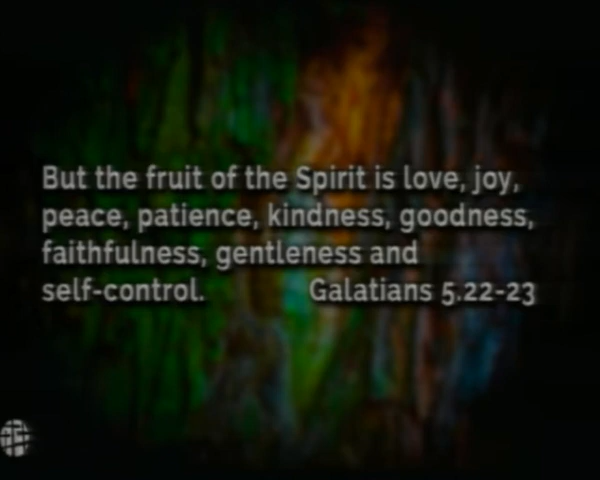 But the fruit of the Spirit is love, joy,
peace, patience, kindness, goodness,
faithfulness, gentleness and
self-control. Galatians 5.22-23